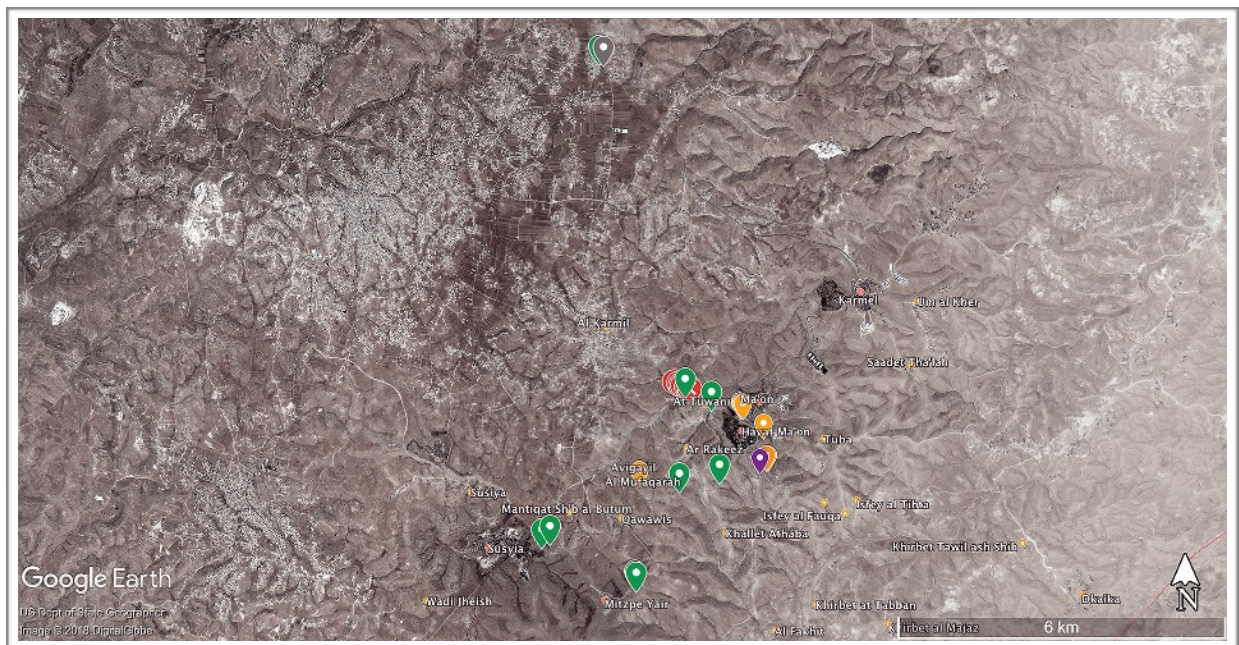 Al-Karmil
Karmel
Um al Kher
Saadet Tha'lah
At-Tuwani
Ma'on
Havat Ma'on
Tuba
Ar Rakeez
Avigayil
Al Mufaqarah
Susiya
Mantiqat Sh'b al Butum
Qawawis
Isfey al Fauqa
Isfey al Tihta
Khallet Athaba
Susyia
Khirbet Tawil ash Shih
Google Earth
US Dept of State Geographer
Image © 2018 DigitalGlobe
Wadi Jheish
Mitzpe Yair
Khirbet at Tabban
Dkaika
N
Al Fakhit
Khirbet al Majaz
6 km